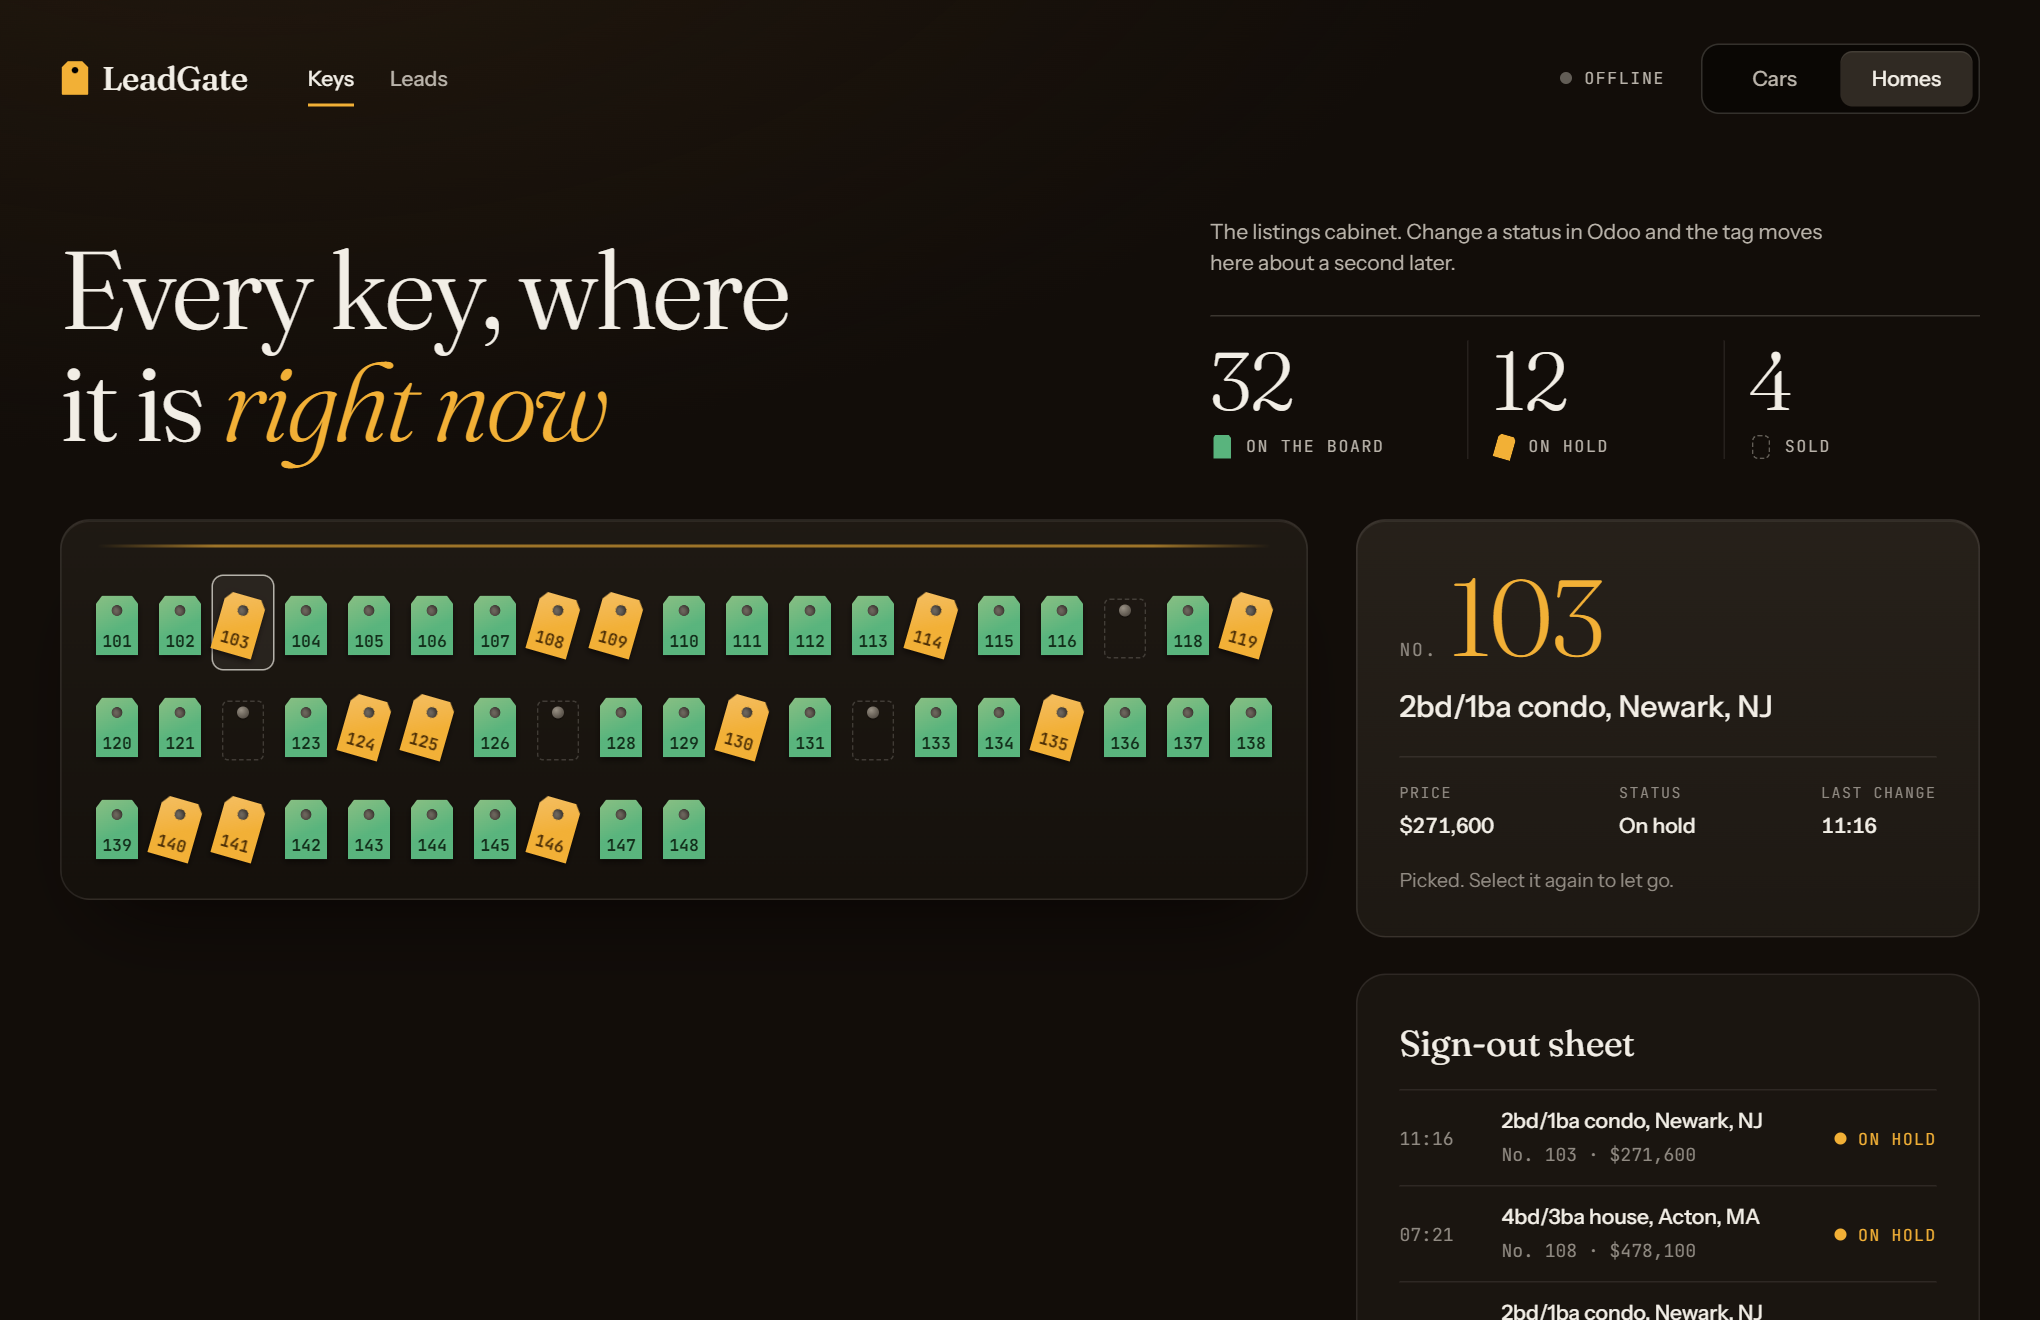 LeadGate
Keys
Leads
OFFLINE
Cars
Homes
Every key, where
it is right now
The listings cabinet. Change a status in Odoo and the tag moves
here about a second later.
32
ON THE BOARD
12
ON HOLD
4
SOLD
101 102 103 104 105 106 107 108 109 110 111 112 113 114 115 116 118 119
120 121 123 124 125 126 128 129 130 131 133 134 135 136 137 138
139 140 141 142 143 144 145 146 147 148
NO. 103
2bd/1ba condo, Newark, NJ
PRICE STATUS LAST CHANGE
$271,600 On hold 11:16
Picked. Select it again to let go.
Sign-out sheet
11:16
2bd/1ba condo, Newark, NJ
No. 103 · $271,600
ON HOLD
07:21
4bd/3ba house, Acton, MA
No. 108 · $478,100
ON HOLD
2bd/1ba condo, Newark, NJ